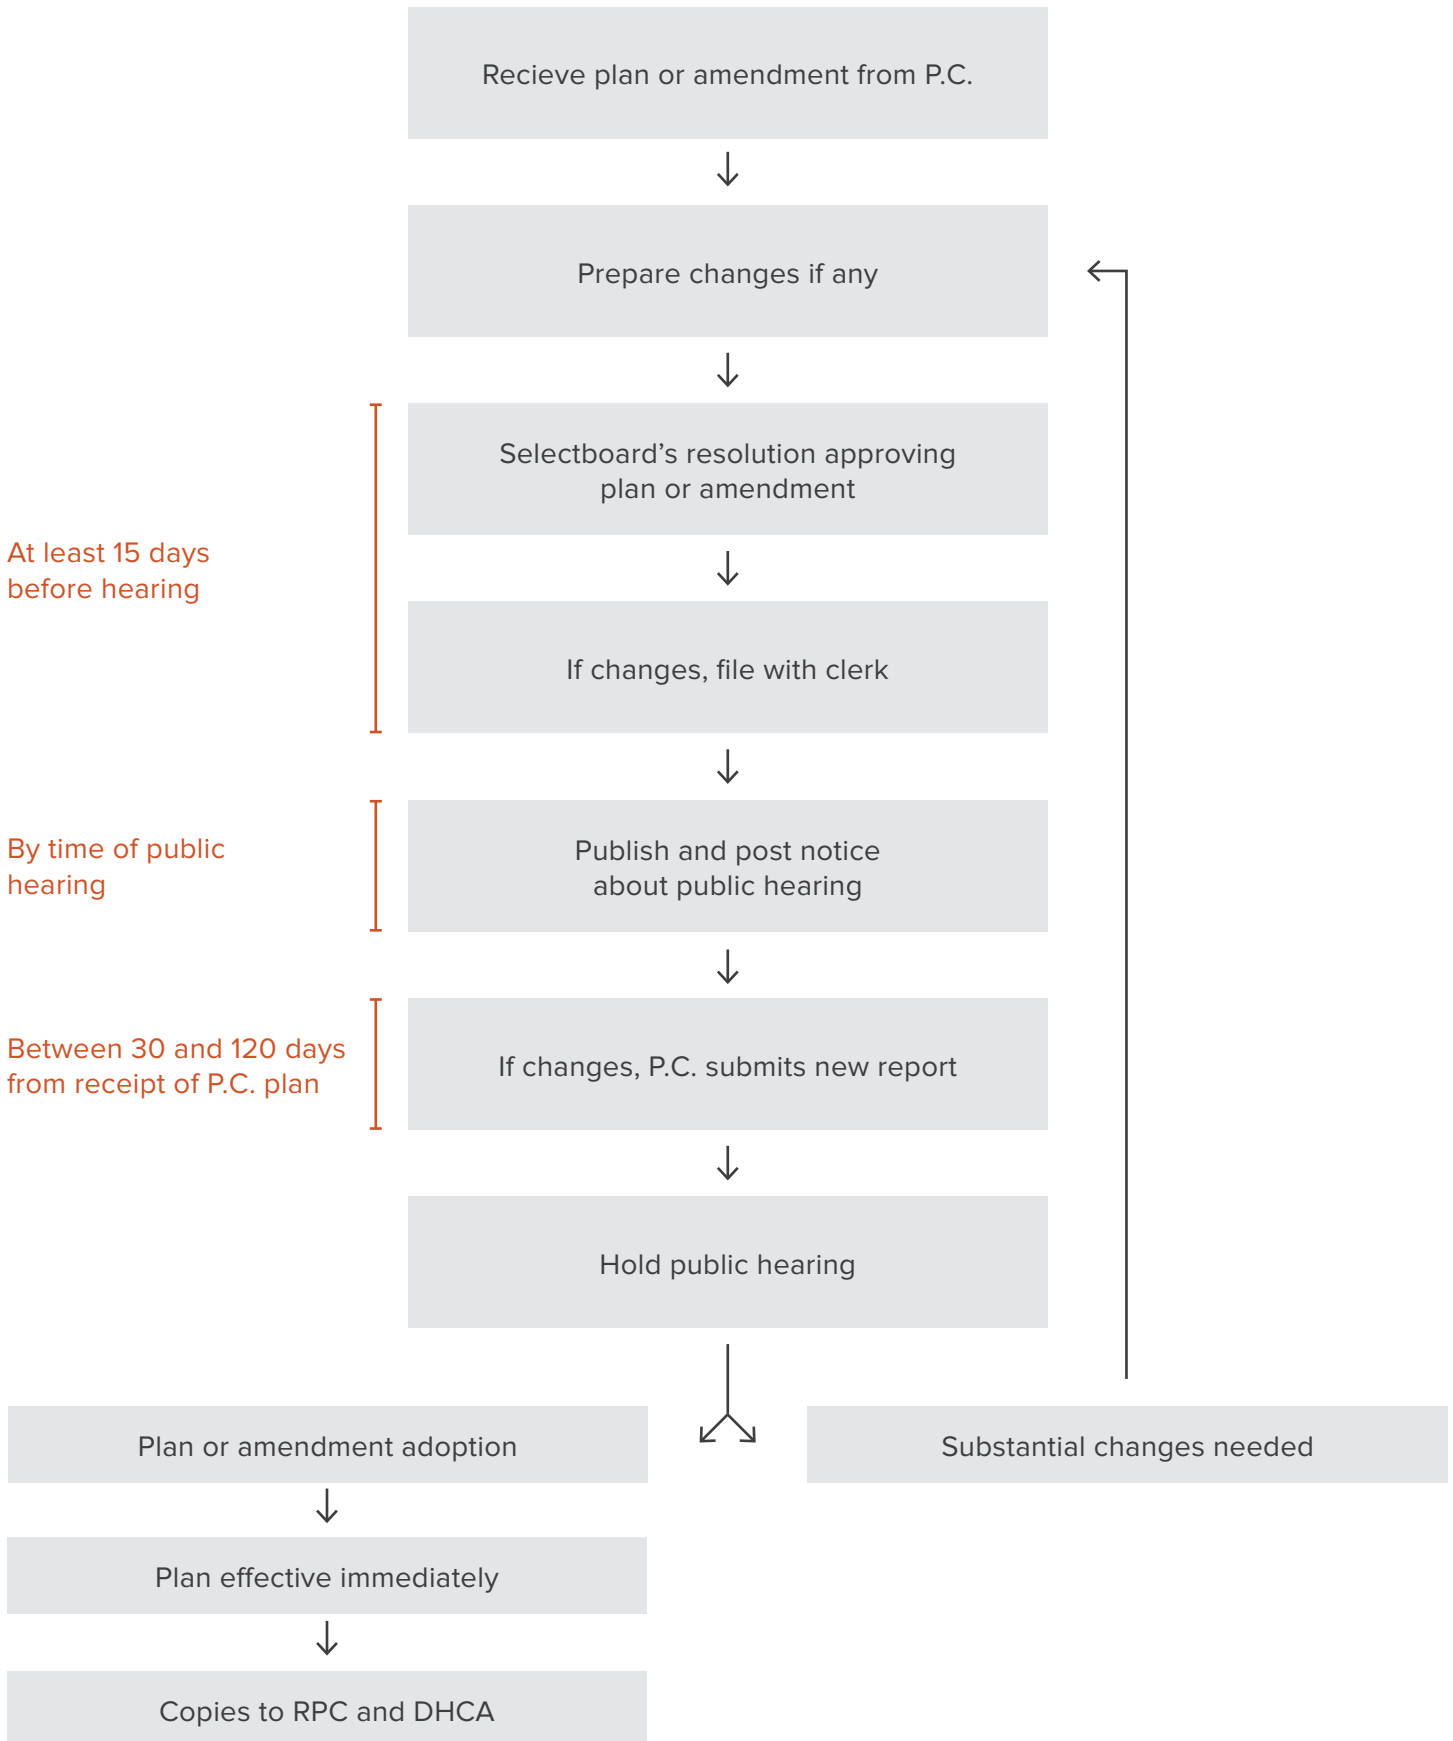 Recieve plan or amendment from P.C.
Prepare changes if any
Selectboard’s resolution approving
plan or amendment
At least 15 days
before hearing
If changes, file with clerk
By time of public
hearing
Publish and post notice
about public hearing
Between 30 and 120 days
from receipt of P.C. plan
If changes, P.C. submits new report
Hold public hearing
Plan or amendment adoption
Substantial changes needed
Plan effective immediately
Copies to RPC and DHCA